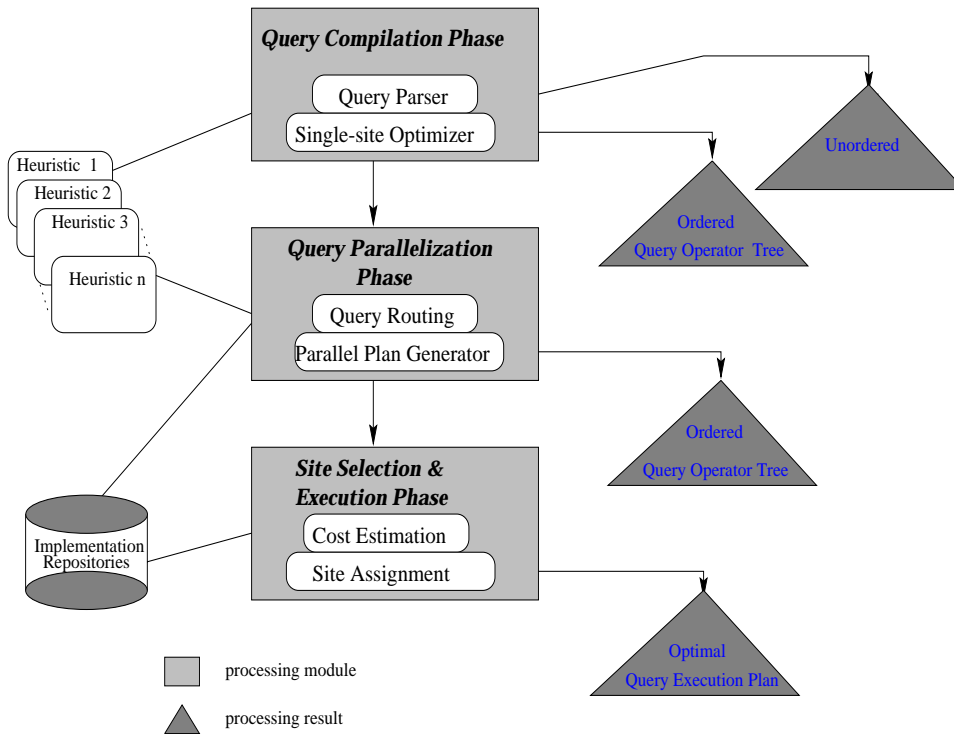 Query Compilation Phase
Query Parser
Single-site Optimizer
Unordered
Heuristic 1
Heuristic 2
Heuristic 3
Heuristic n
Ordered
Query Operator Tree
Query Parallelization
Phase
Query Routing
Parallel Plan Generator
Ordered
Query Operator Tree
Site Selection &
Execution Phase
Cost Estimation
Site Assignment
Implementation
Repositories
Optimal
Query Execution Plan
processing module
processing result